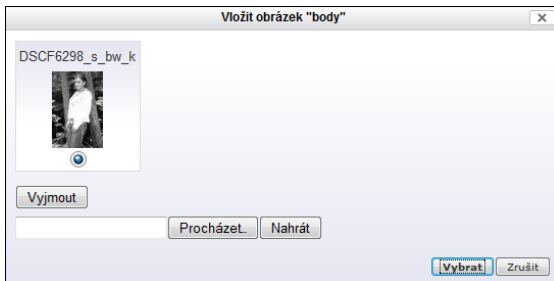 Vložit obrázek "body"
DSCF6298_s_bw_k
Vyjmout
Procházet..
Nahrát
Vybrat
Zrušit